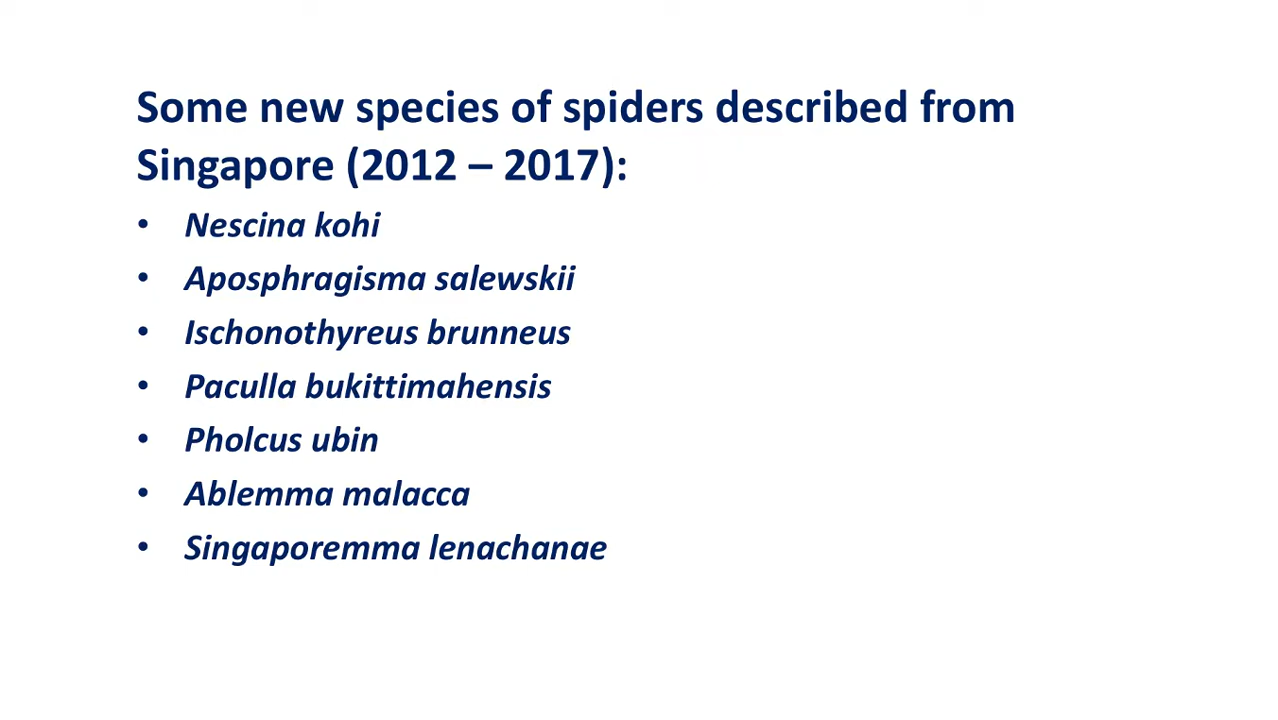 Some new species of spiders described from
Singapore (2012 – 2017):
• Nescina kohi
• Aposphragisma salewskii
• Ischonothyreus brunneus
• Paculla bukittimahensis
• Pholcus ubin
• Ablemma malacca
• Singaporemma lenachanae